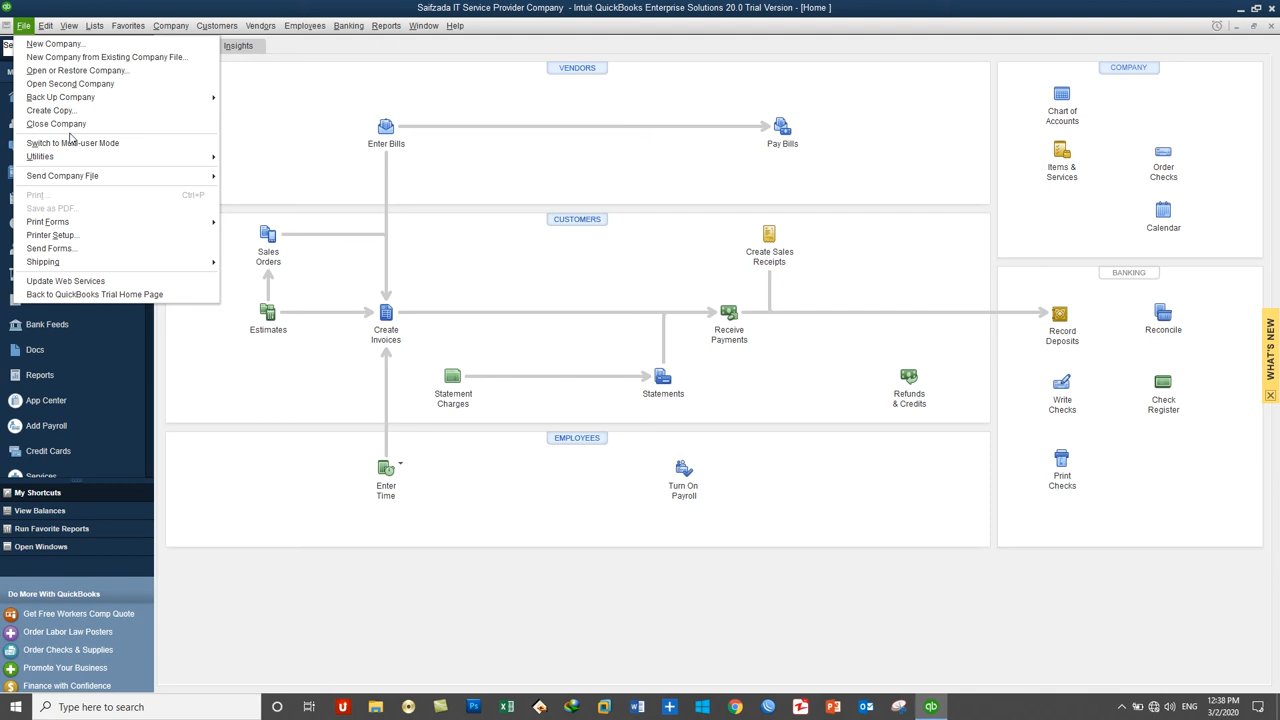 Saifzada IT Service Provider Company - Intuit QuickBooks Enterprise Solutions 20.0 Trial Version - [Home ]
File Edit View Lists Favorites Company Customers Vendors Employees Banking Reports Window Help
New Company...
New Company from Existing Company File...
Open or Restore Company...
Open Second Company
Back Up Company
Create Copy...
Close Company
Switch to Multi-user Mode
Utilities
Send Company File
Print... Ctrl+P
Save as PDF...
Print Forms
Printer Setup...
Send Forms...
Shipping
Update Web Services
Back to QuickBooks Trial Home Page
Insights
VENDORS
Enter Bills
Pay Bills
CUSTOMERS
Sales
Orders
Create Sales
Receipts
Estimates
Create
Invoices
Receive
Payments
Statement
Charges
Statements
Refunds
& Credits
EMPLOYEES
Enter
Time
Turn On
Payroll
COMPANY
Chart of
Accounts
Items &
Services
Order
Checks
Calendar
BANKING
Record
Deposits
Reconcile
Write
Checks
Check
Register
Print
Checks
WHAT'S NEW
Bank Feeds
Docs
Reports
App Center
Add Payroll
Credit Cards
Services
My Shortcuts
View Balances
Run Favorite Reports
Open Windows
Do More With QuickBooks
Get Free Workers Comp Quote
Order Labor Law Posters
Order Checks & Supplies
Promote Your Business
Finance with Confidence
Type here to search
ENG
12:38 PM
3/2/2020